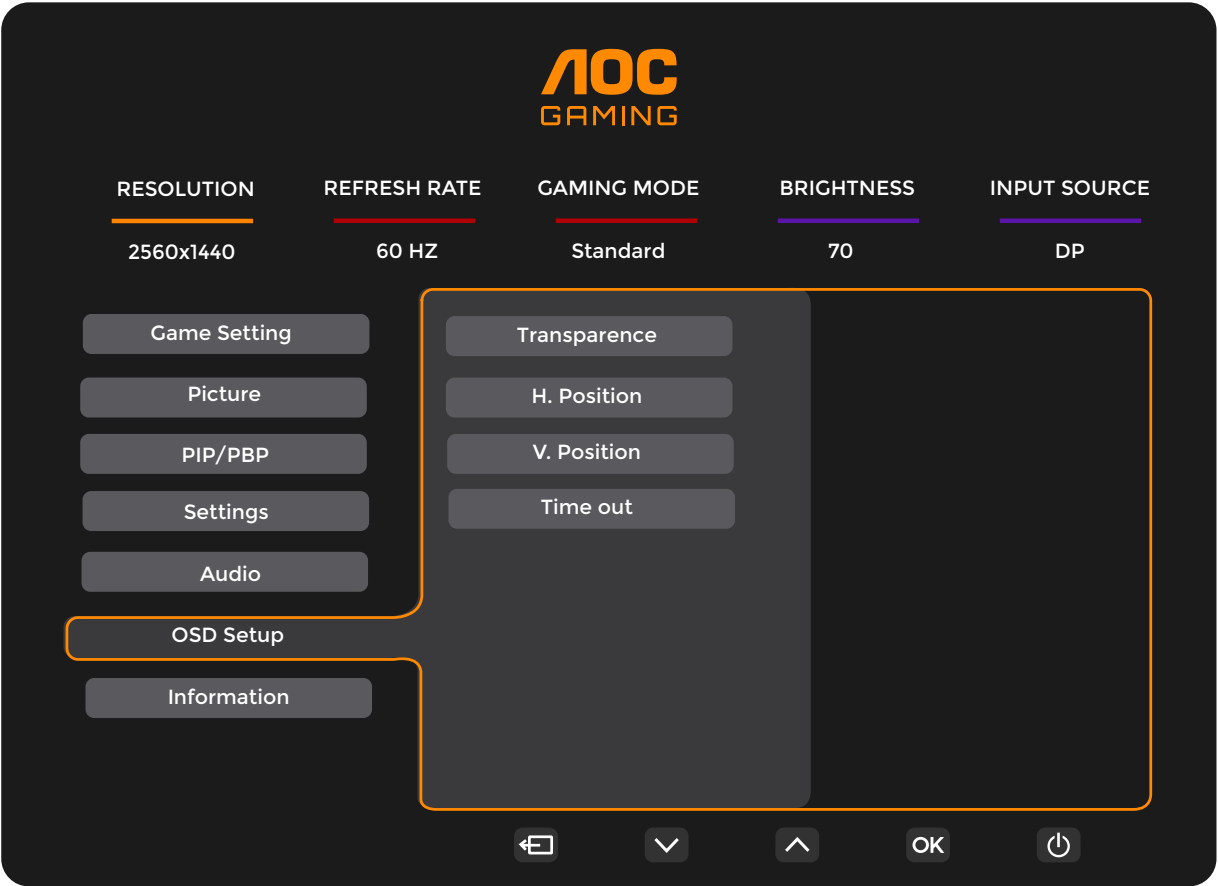 AOC
GAMING
RESOLUTION REFRESH RATE GAMING MODE BRIGHTNESS INPUT SOURCE
2560x1440 60 HZ Standard 70 DP
Game Setting
Picture
PIP/PBP
Settings
Audio
OSD Setup
Information
Transparence
H. Position
V. Position
Time out
OK